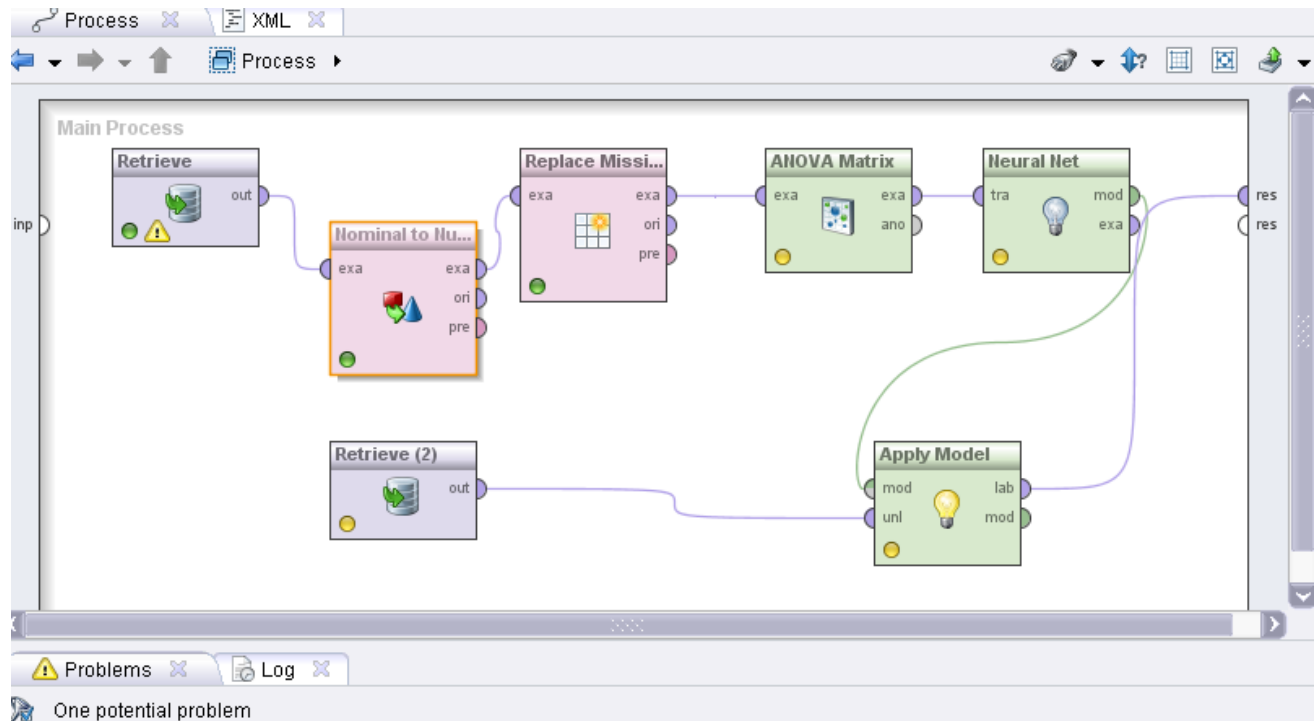 Process XML
Process
Main Process
Retrieve
out
inp
Nominal to Nu...
exa exa
ori
pre
Replace Missi...
exa exa
ori
pre
ANOVA Matrix
exa exa
ano
Neural Net
tra mod
exa
res
res
Retrieve (2)
out
Apply Model
mod lab
unl mod
Problems Log
One potential problem